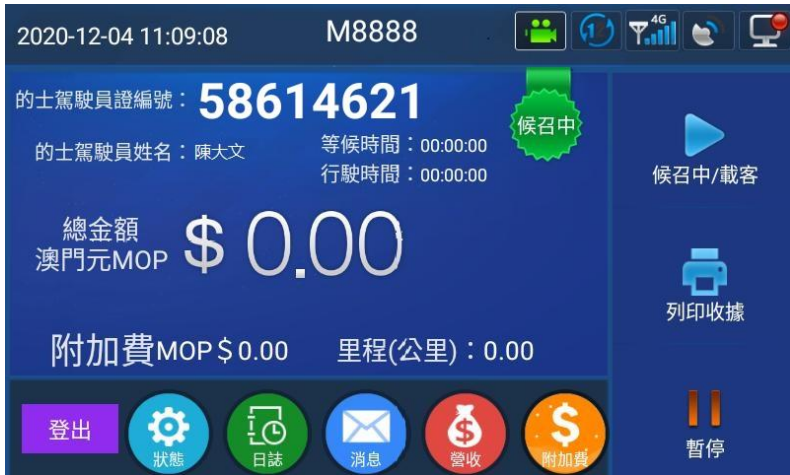 2020-12-04 11:09:08 M8888 12 4G
的士駕駛員證編號：58614621
候召中
的士駕駛員姓名：陳大文
等候時間：00:00:00
行駛時間：00:00:00
候召中/載客
總金額
澳門元MOP $ 0.00
列印收據
附加費MOP$0.00 里程(公里)：0.00
登出 狀態 日誌 消息 $ 營收 $ 附加費
暫停